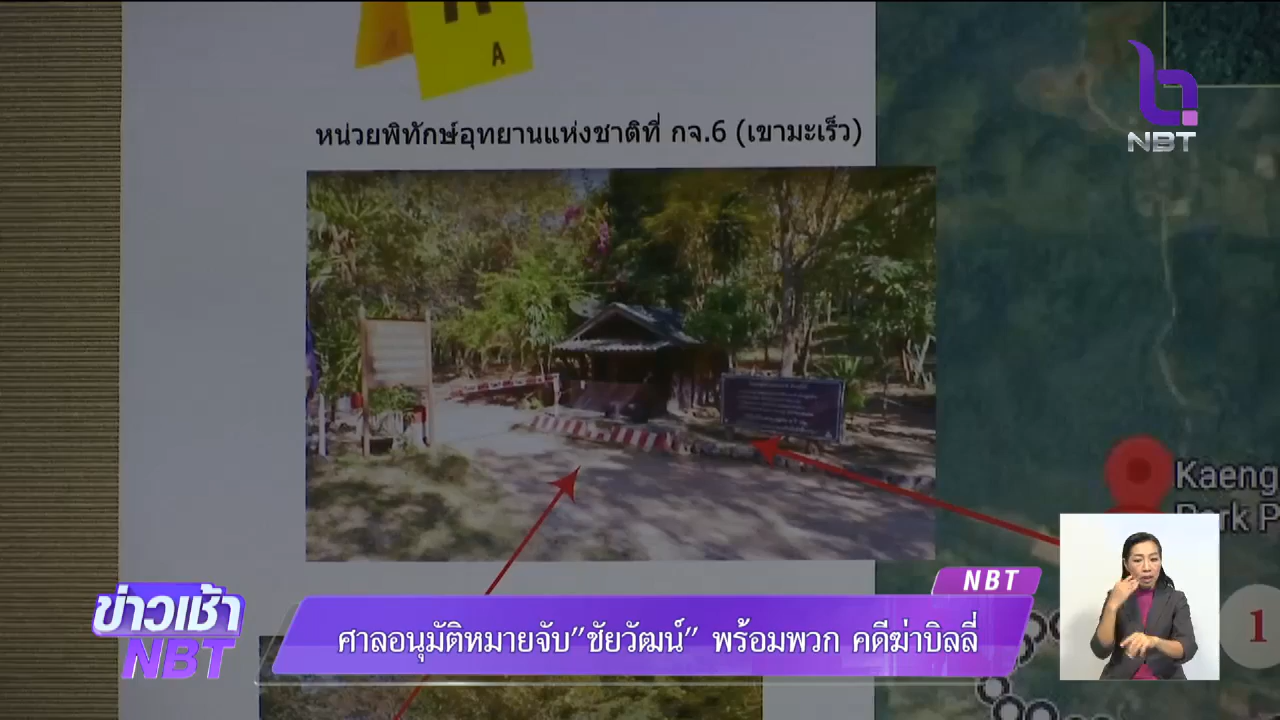 A
หน่วยพิทักษ์อุทยานแห่งชาติที่ กจ.6 (เขามะเร็ว)
NBT
Kaeng
Park P
1
NBT
ข่าวเช้า
NBT
ศาลอนุมัติหมายจับ"ชัยวัฒน์" พร้อมพวก คดีฆ่าบิลลี่